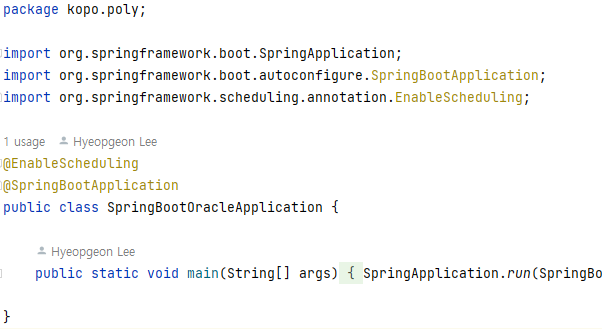 package kopo.poly;
import org.springframework.boot.SpringApplication;
import org.springframework.boot.autoconfigure.SpringBootApplication;
import org.springframework.scheduling.annotation.EnableScheduling;
1 usage Hyeopgeon Lee
@EnableScheduling
@SpringBootApplication
public class SpringBootOracleApplication {
Hyeopgeon Lee
public static void main(String[] args) { SpringApplication.run(SpringBo
}